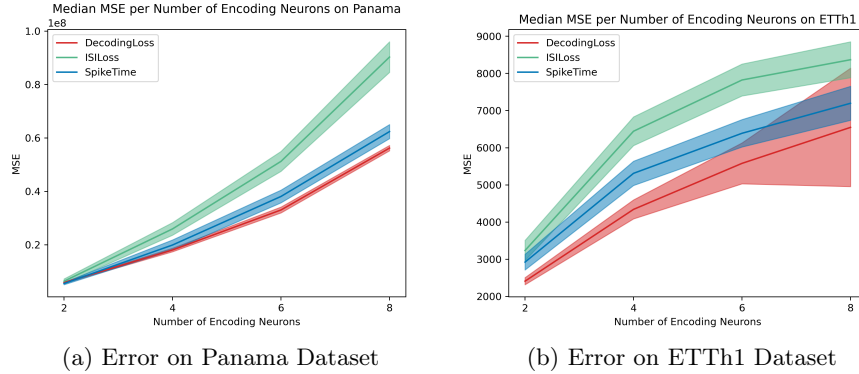 Median MSE per Number of Encoding Neurons on Panama
1e8
DecodingLoss
ISILoss
SpikeTime
1.0
0.8
0.6
0.4
0.2
MSE
2 4 6 8
Number of Encoding Neurons
(a) Error on Panama Dataset
Median MSE per Number of Encoding Neurons on ETTh1
DecodingLoss
ISILoss
SpikeTime
9000
8000
7000
6000
5000
4000
3000
2000
MSE
2 4 6 8
Number of Encoding Neurons
(b) Error on ETTh1 Dataset